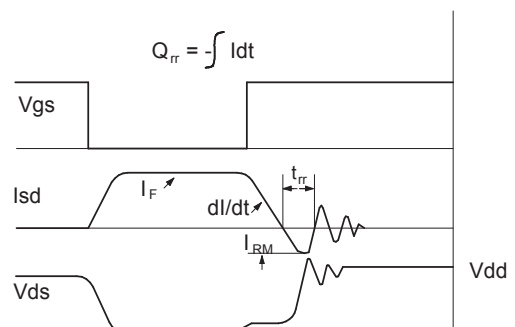 Qrr = -∫ Idt
Vgs
trr
Isd
IF
dI/dt
IRM
Vds
Vdd